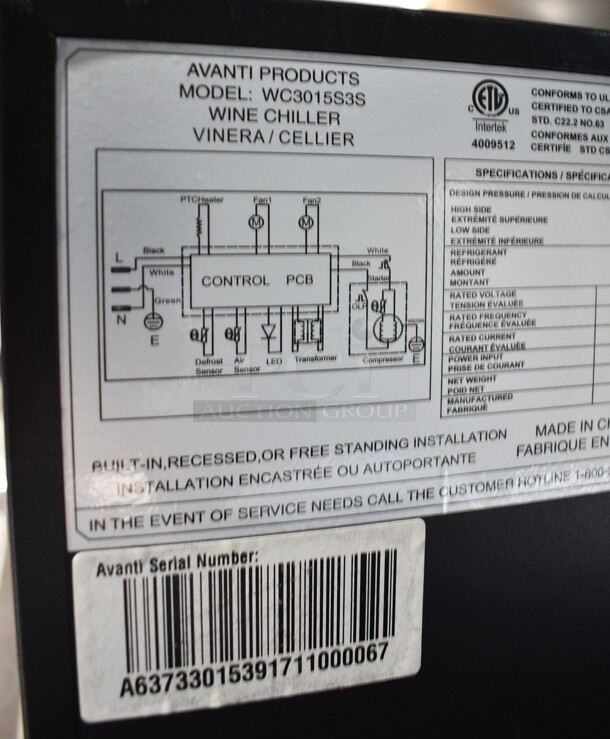 AVANTI PRODUCTS
MODEL: WC3015S3S
WINE CHILLER
VINERA / CELLIER
C ETL US
Intertek
4009512
CONFORMS TO UL
CERTIFIED TO CSA
STD. C22.2 NO.63
CONFORMES AUX
CERTIFIE STD CS
PTCHeater Fan1 Fan2
M M
L Black White
White Black
CONTROL PCB Starter
Green OLP
N
E E
Defrost Sensor Air Sensor LED Transformer Compressor
SPECIFICATIONS / SPÉCIFICA
DESIGN PRESSURE / PRESSION DE CALCUL
HIGH SIDE
EXTRÉMITÉ SUPÉRIEURE
LOW SIDE
EXTRÉMITÉ INFÉRIEURE
REFRIGERANT
RÉFRIGÉRÉ
AMOUNT
MONTANT
RATED VOLTAGE
TENSION ÉVALUÉE
RATED FREQUENCY
FRÉQUENCE ÉVALUÉE
RATED CURRENT
COURANT ÉVALUÉE
POWER INPUT
PRISE DE COURANT
NET WEIGHT
POID NET
MANUFACTURED
FABRIQUÉ
AUCTION GROUP
BUILT-IN,RECESSED,OR FREE STANDING INSTALLATION
INSTALLATION ENCASTRÉE OU AUTOPORTANTE
MADE IN C
FABRIQUE EN
IN THE EVENT OF SERVICE NEEDS CALL THE CUSTOMER HOTLINE 1-800-
Avanti Serial Number:
A63733015391711000067